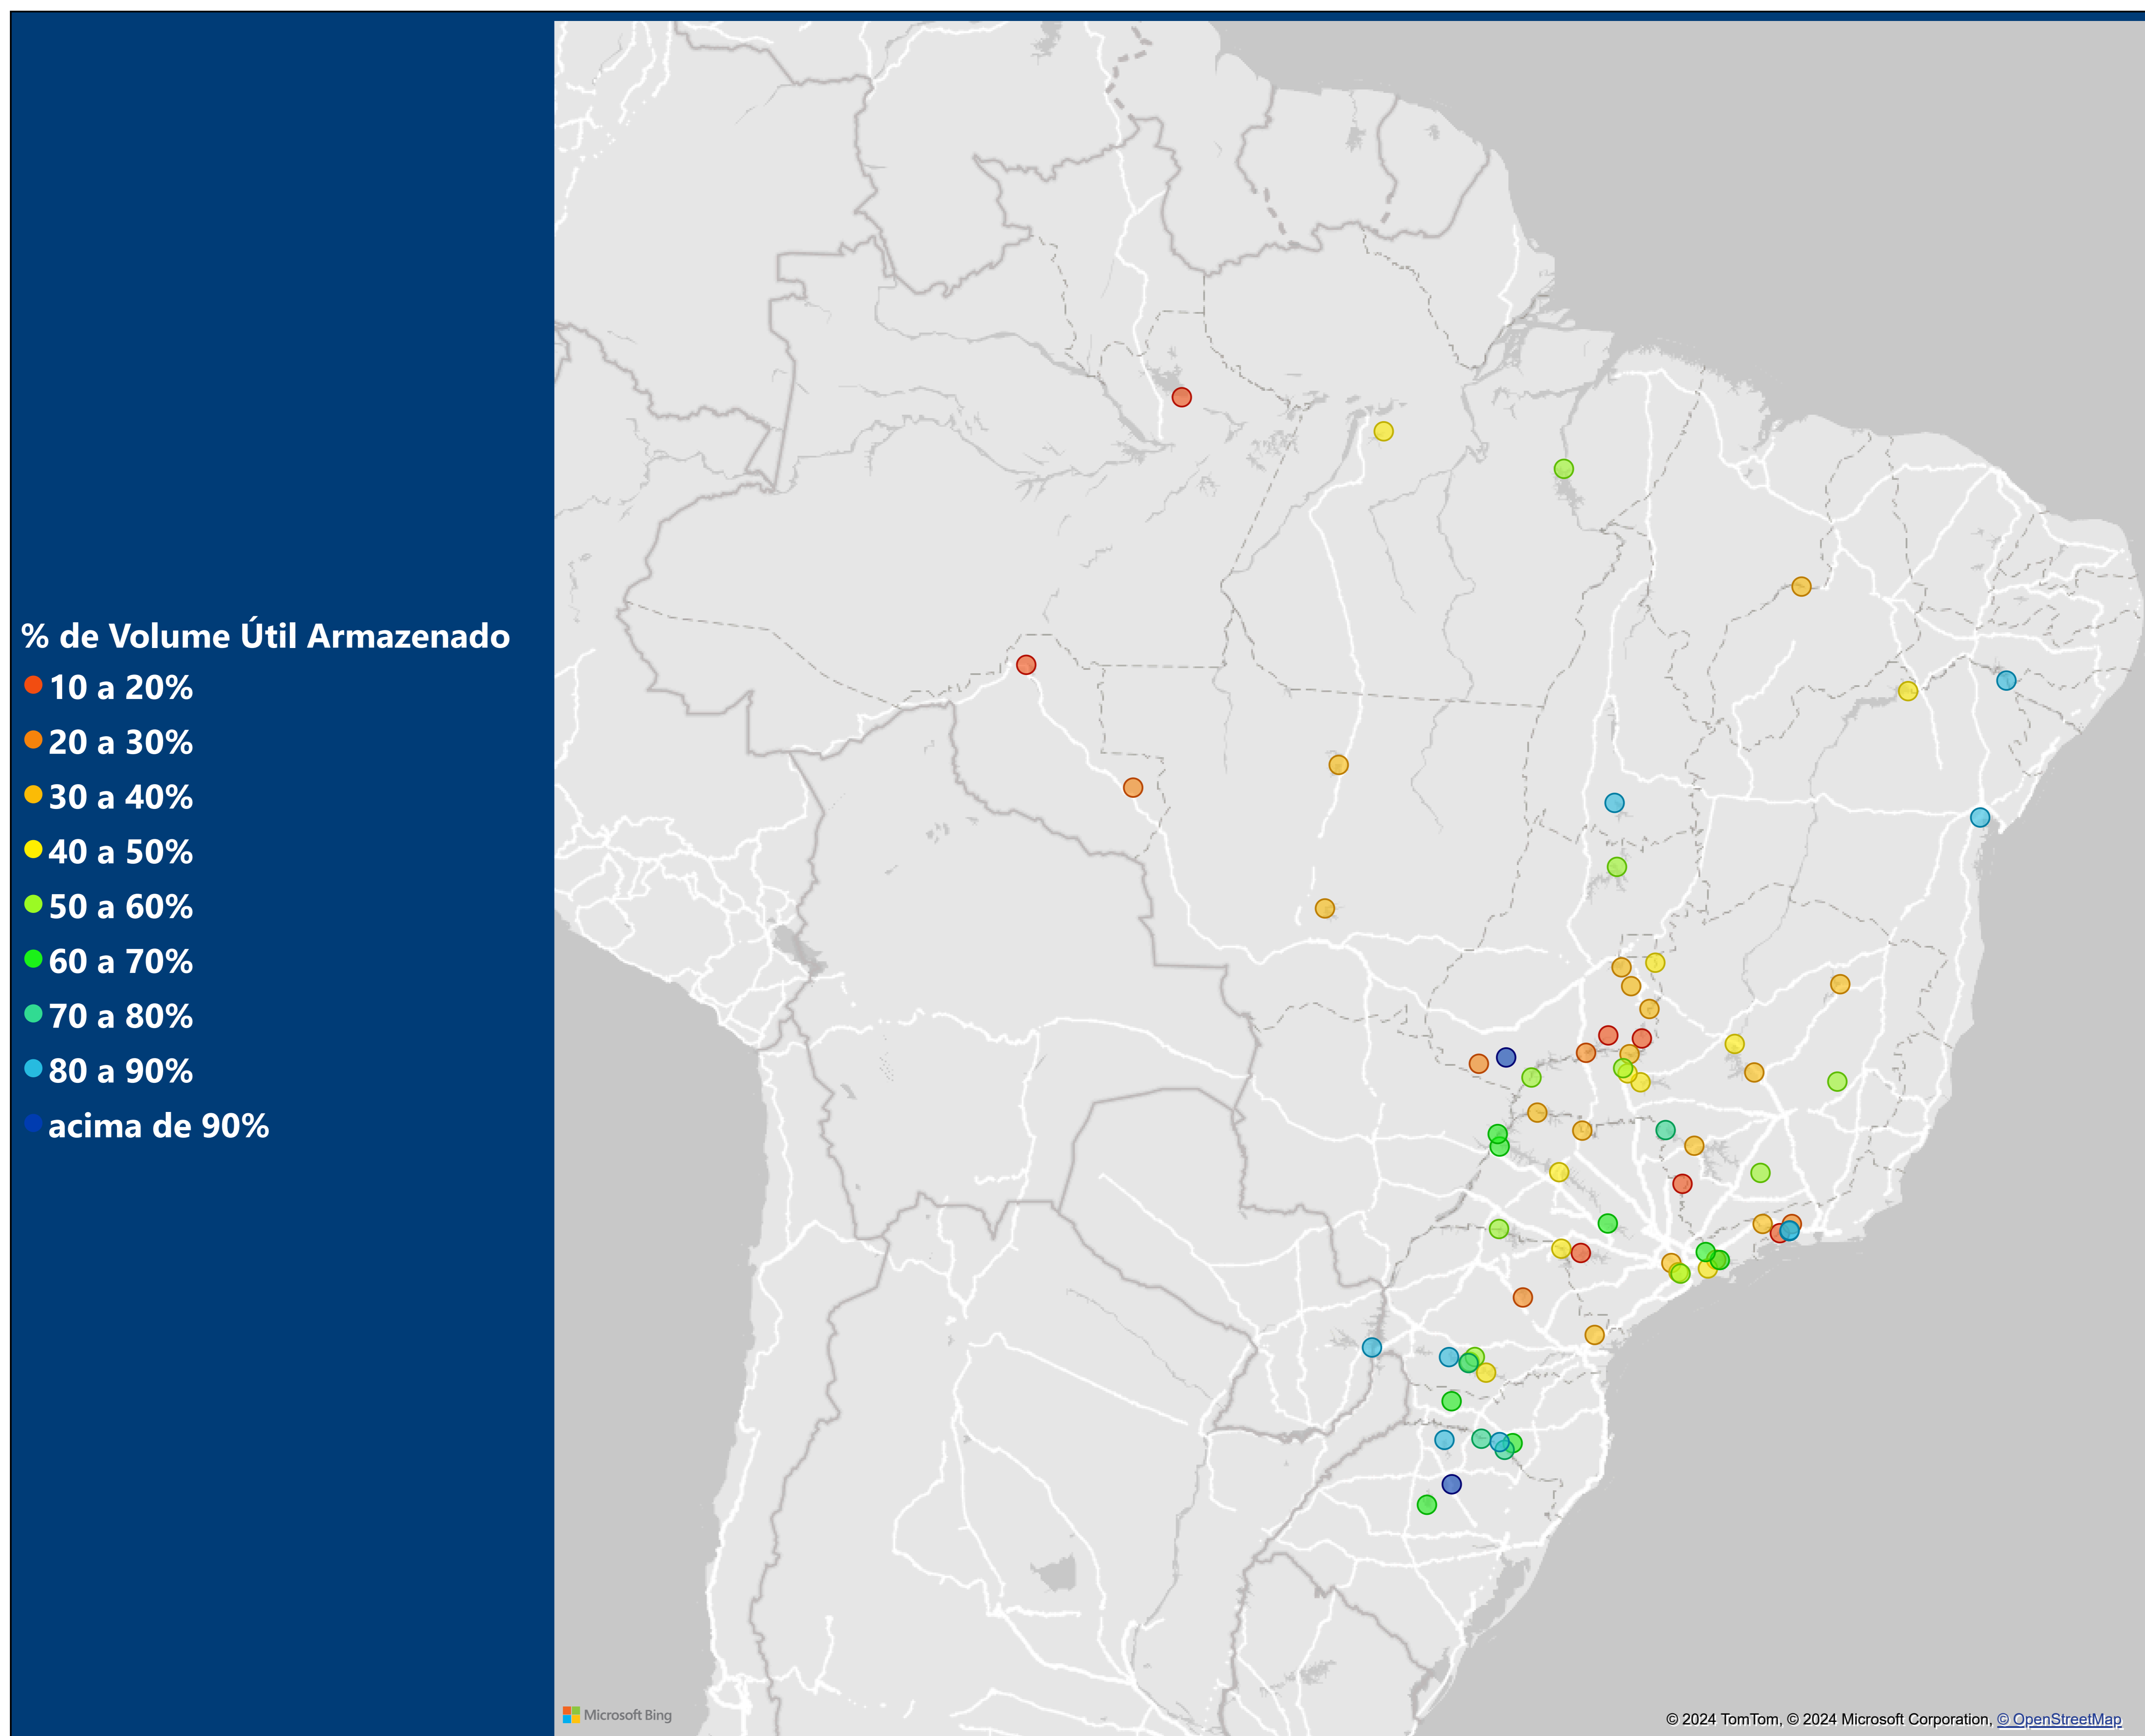 % de Volume Útil Armazenado
10 a 20%
20 a 30%
30 a 40%
40 a 50%
50 a 60%
60 a 70%
70 a 80%
80 a 90%
acima de 90%
Microsoft Bing
© 2024 TomTom, © 2024 Microsoft Corporation, © OpenStreetMap